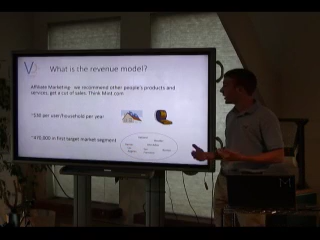 What is the revenue model?
Affiliate Marketing - we recommend other people's products and
services, get a cut of sales. Think Mint.com
~$30 per user/household per year
~470,000 in first target market segment